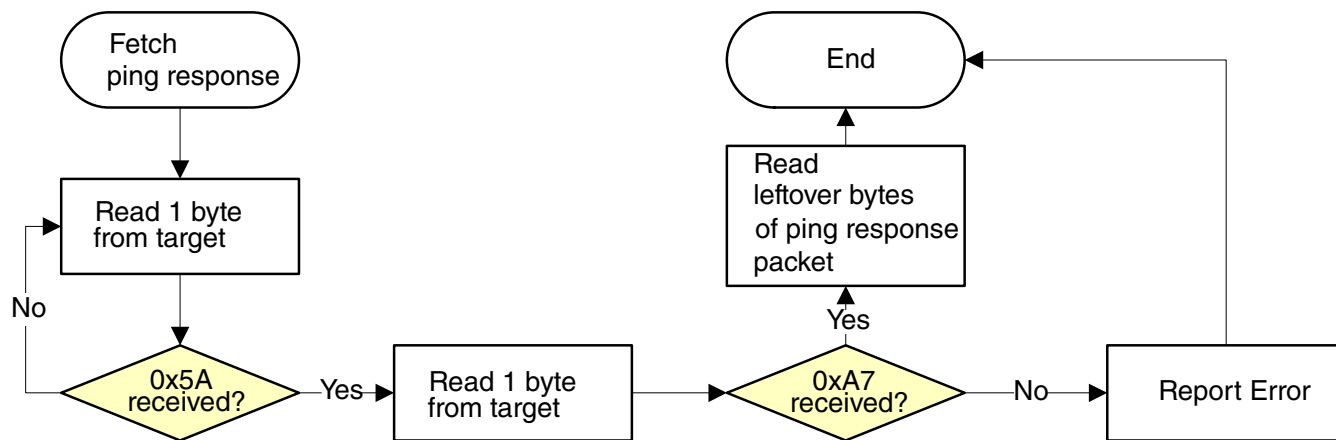 Fetch
ping response
Read 1 byte
from target
No
0x5A
received?
Yes
Read 1 byte
from target
0xA7
received?
Yes
Read
leftover bytes
of ping response
packet
End
No
Report Error